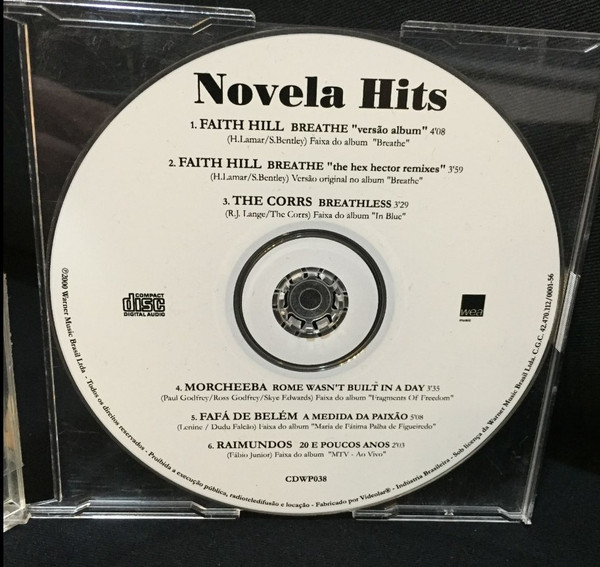 Novela Hits
1. FAITH HILL BREATHE "versão album" 4'08
(H.Lamar/S.Bentley) Faixa do album "Breathe"
2. FAITH HILL BREATHE "the hex hector remixes" 3'59
(H.Lamar/S.Bentley) Versão original no album "Breathe"
3. THE CORRS BREATHLESS 3'29
(R.J. Lange/The Corrs) Faixa do album "In Blue"
COMPACT
disc
DIGITAL AUDIO
wea
music
4. MORCHEEBA ROME WASN'T BUILT IN A DAY 3'35
(Paul Godfrey/Ross Godfrey/Skye Edwards) Faixa do album "Fragments Of Freedom"
5. FAFÁ DE BELÉM A MEDIDA DA PAIXÃO 5'08
(Lenine / Dudu Falcão) Faixa do album "Maria de Fátima Palha de Figueiredo"
6. RAIMUNDOS 20 E POUCOS ANOS 2'03
(Fábio Junior) Faixa do album "MTV - Ao Vivo"
CDWP038
℗2000 Warner Music Brasil Ltda - Todos os direitos reservados - Proibida a execução pública, radioteledifusão e locação - Fabricado por Videolar® - Indústria Brasileira - Sob licença da Warner Music Brasil Ltda. C.G.C. 42.470.112/0001-56